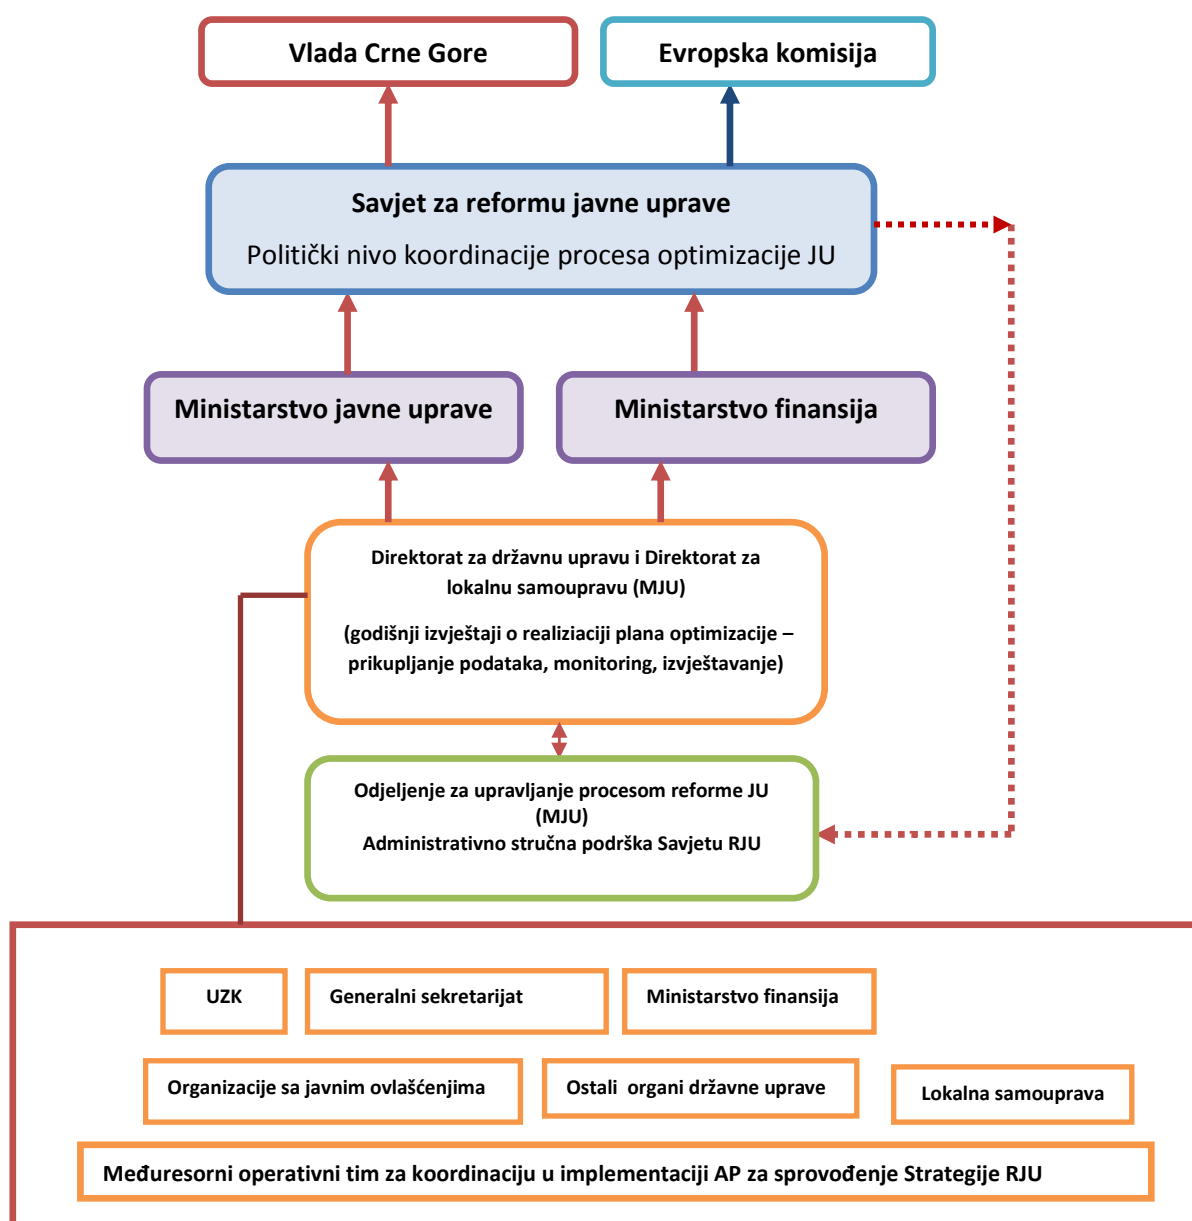 Vlada Crne Gore
Evropska komisija
Savjet za reformu javne uprave
Politički nivo koordinacije procesa optimizacije JU
Ministarstvo javne uprave
Ministarstvo finansija
Direktorat za državnu upravu i Direktorat za
lokalnu samoupravu (MJU)
(godišnji izvještaji o realiziaciji plana optimizacije –
prikupljanje podataka, monitoring, izvještavanje)
Odjeljenje za upravljanje procesom reforme JU
(MJU)
Administrativno stručna podrška Savjetu RJU
UZK
Generalni sekretarijat
Ministarstvo finansija
Organizacije sa javnim ovlašćenjima
Ostali organi državne uprave
Lokalna samouprava
Međuresorni operativni tim za koordinaciju u implementaciji AP za sprovođenje Strategije RJU